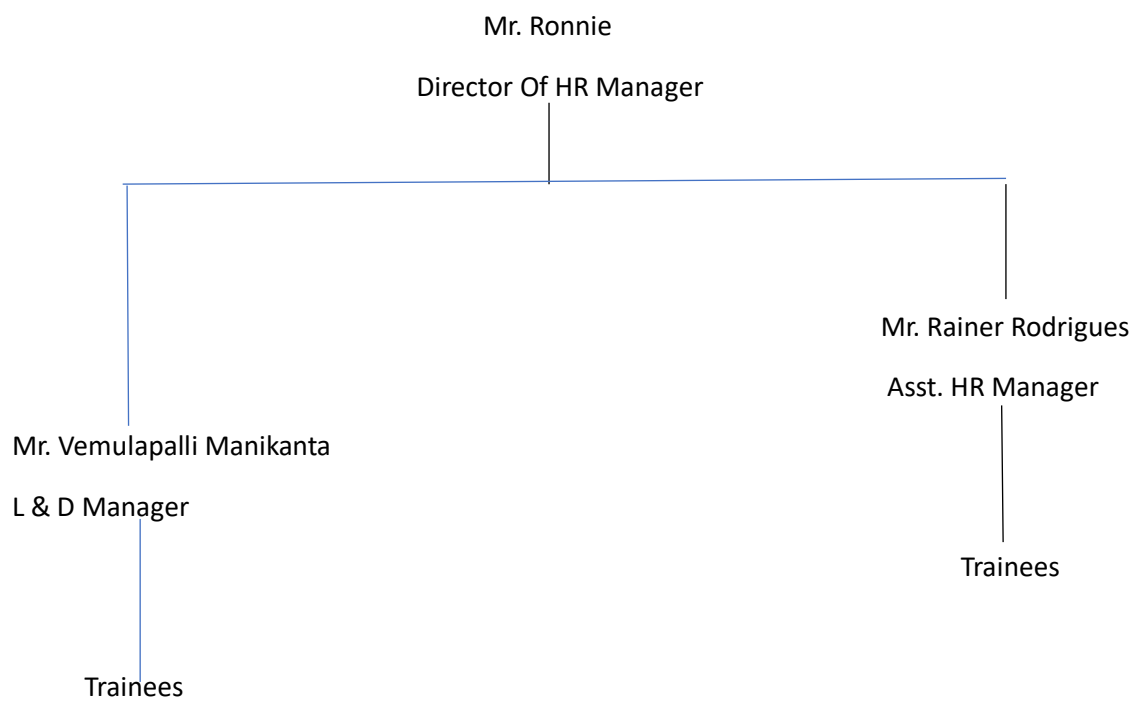 Mr. Ronnie
Director Of HR Manager
Mr. Rainer Rodrigues
Asst. HR Manager
Mr. Vemulapalli Manikanta
L & D Manager
Trainees
Trainees